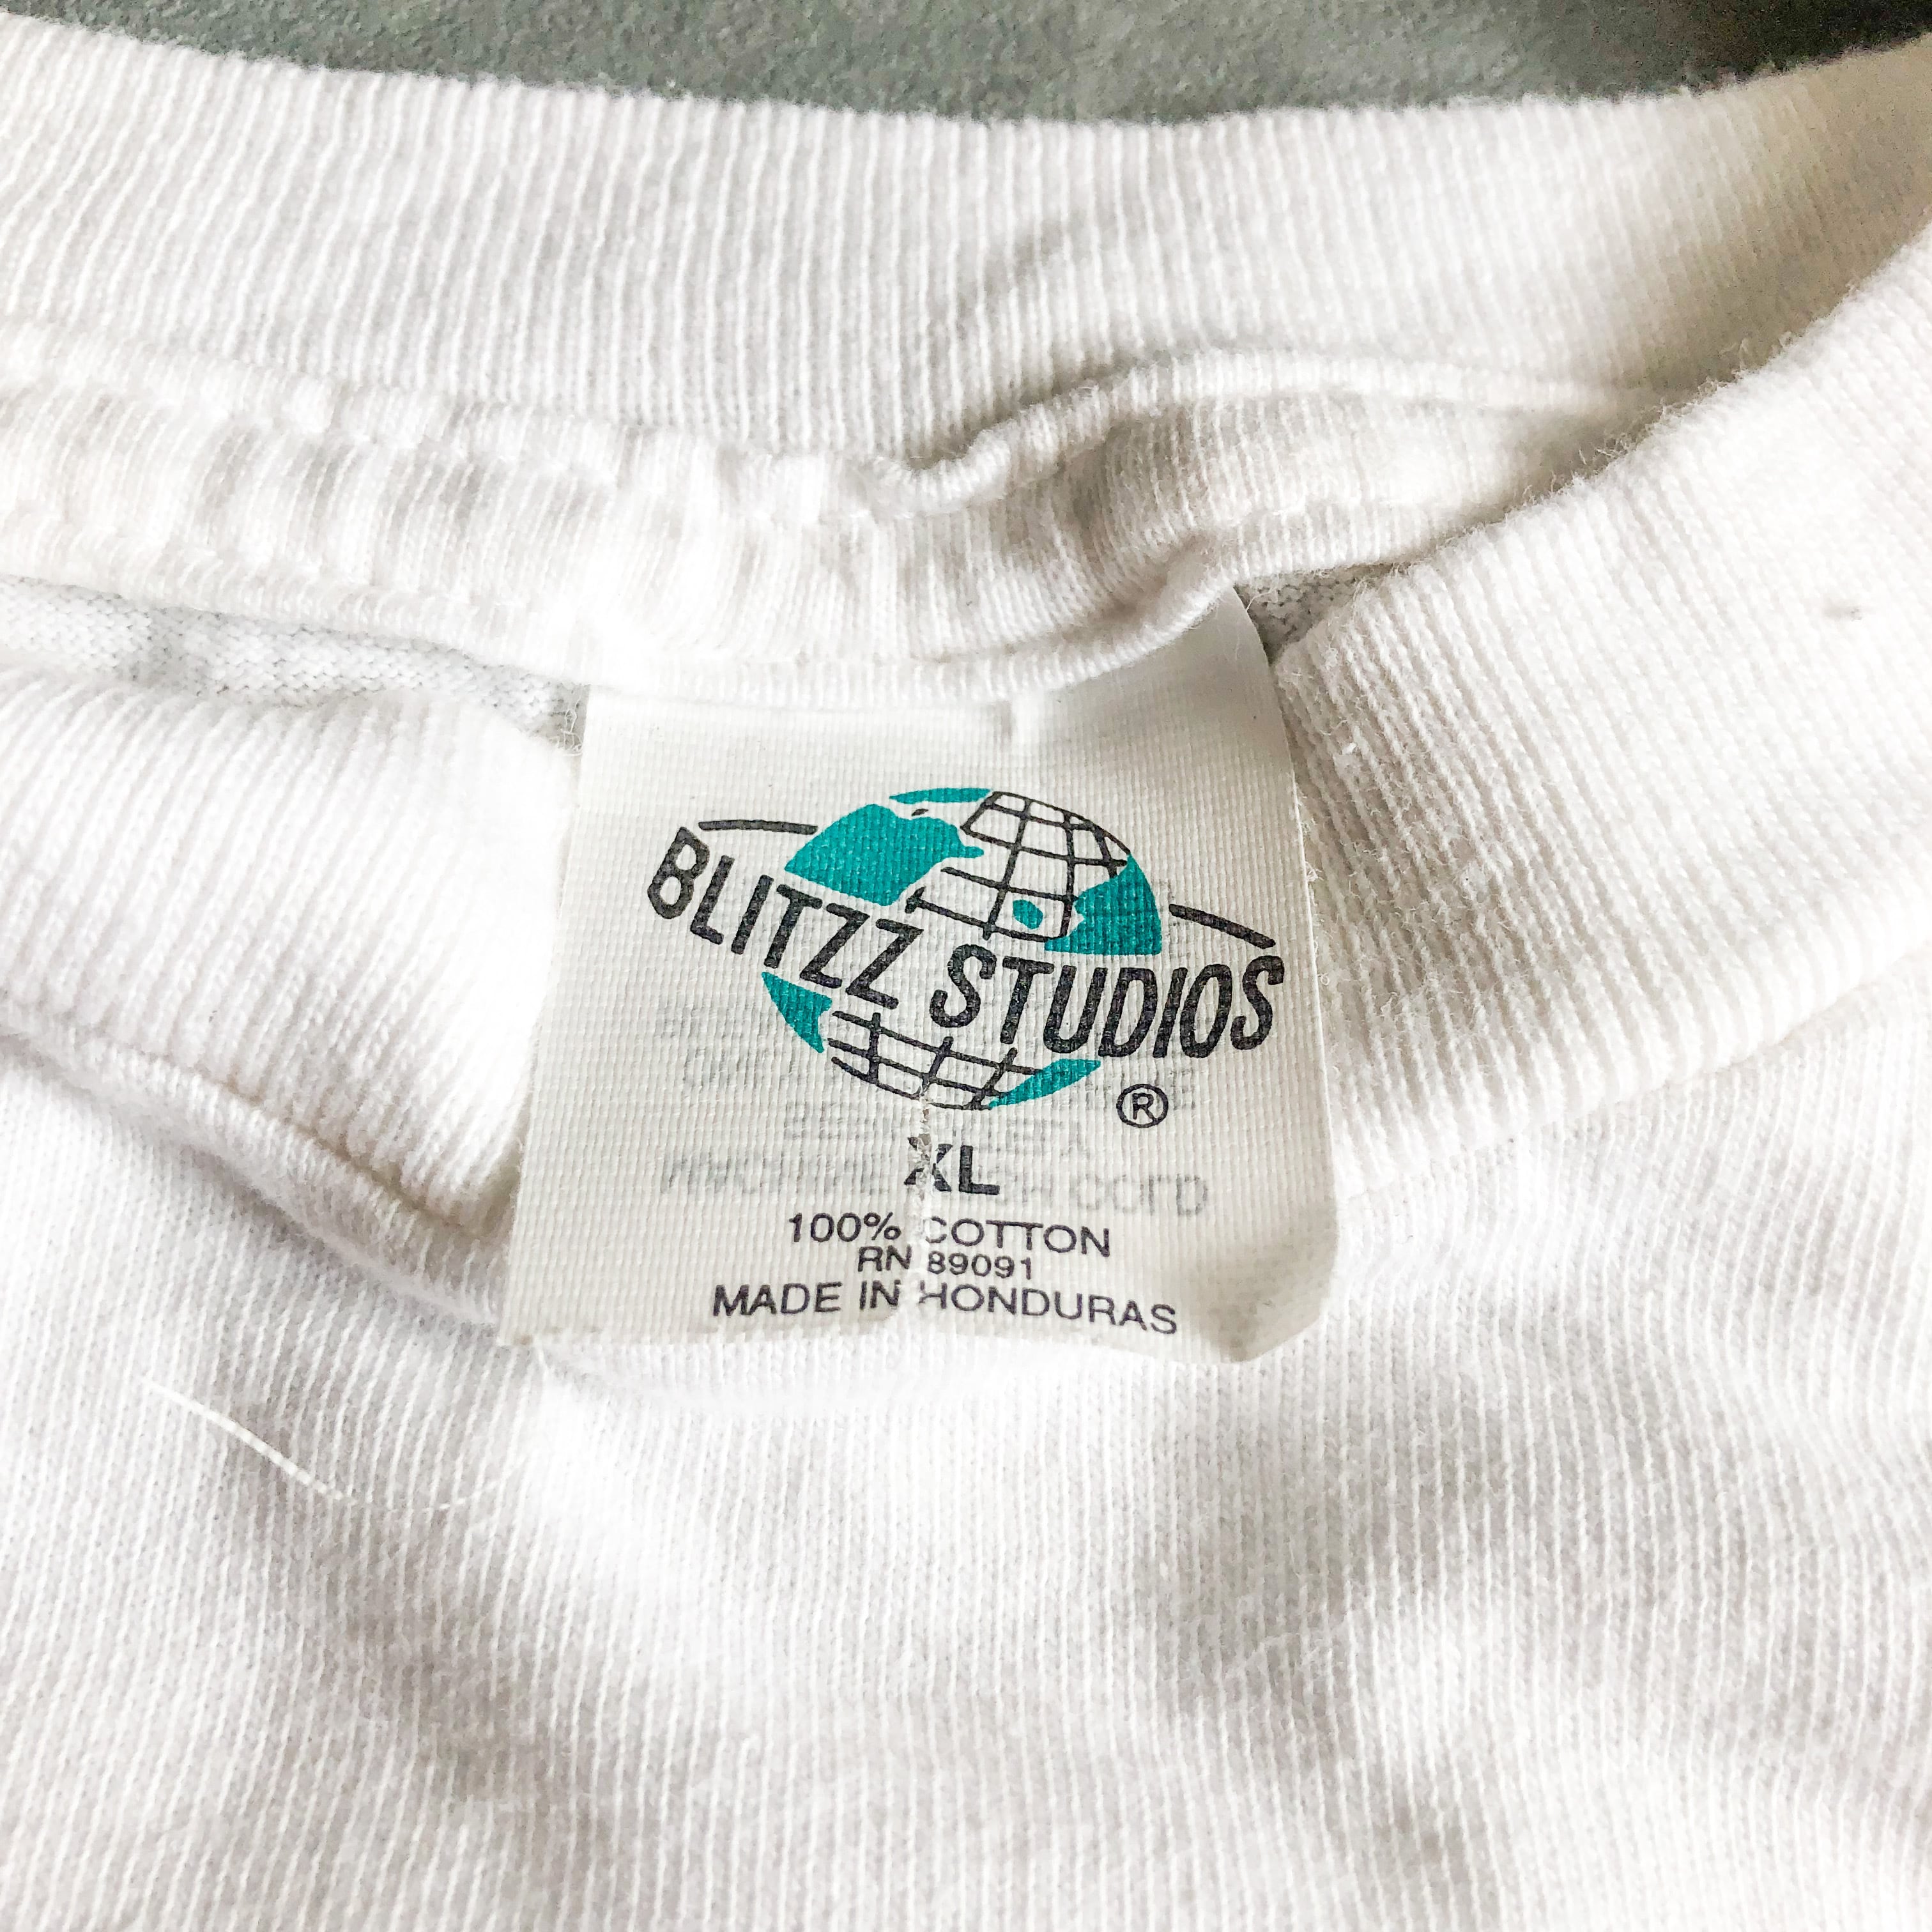 BLITZZ STUDIOS
®
XL
100% COTTON
RN 89091
MADE IN HONDURAS